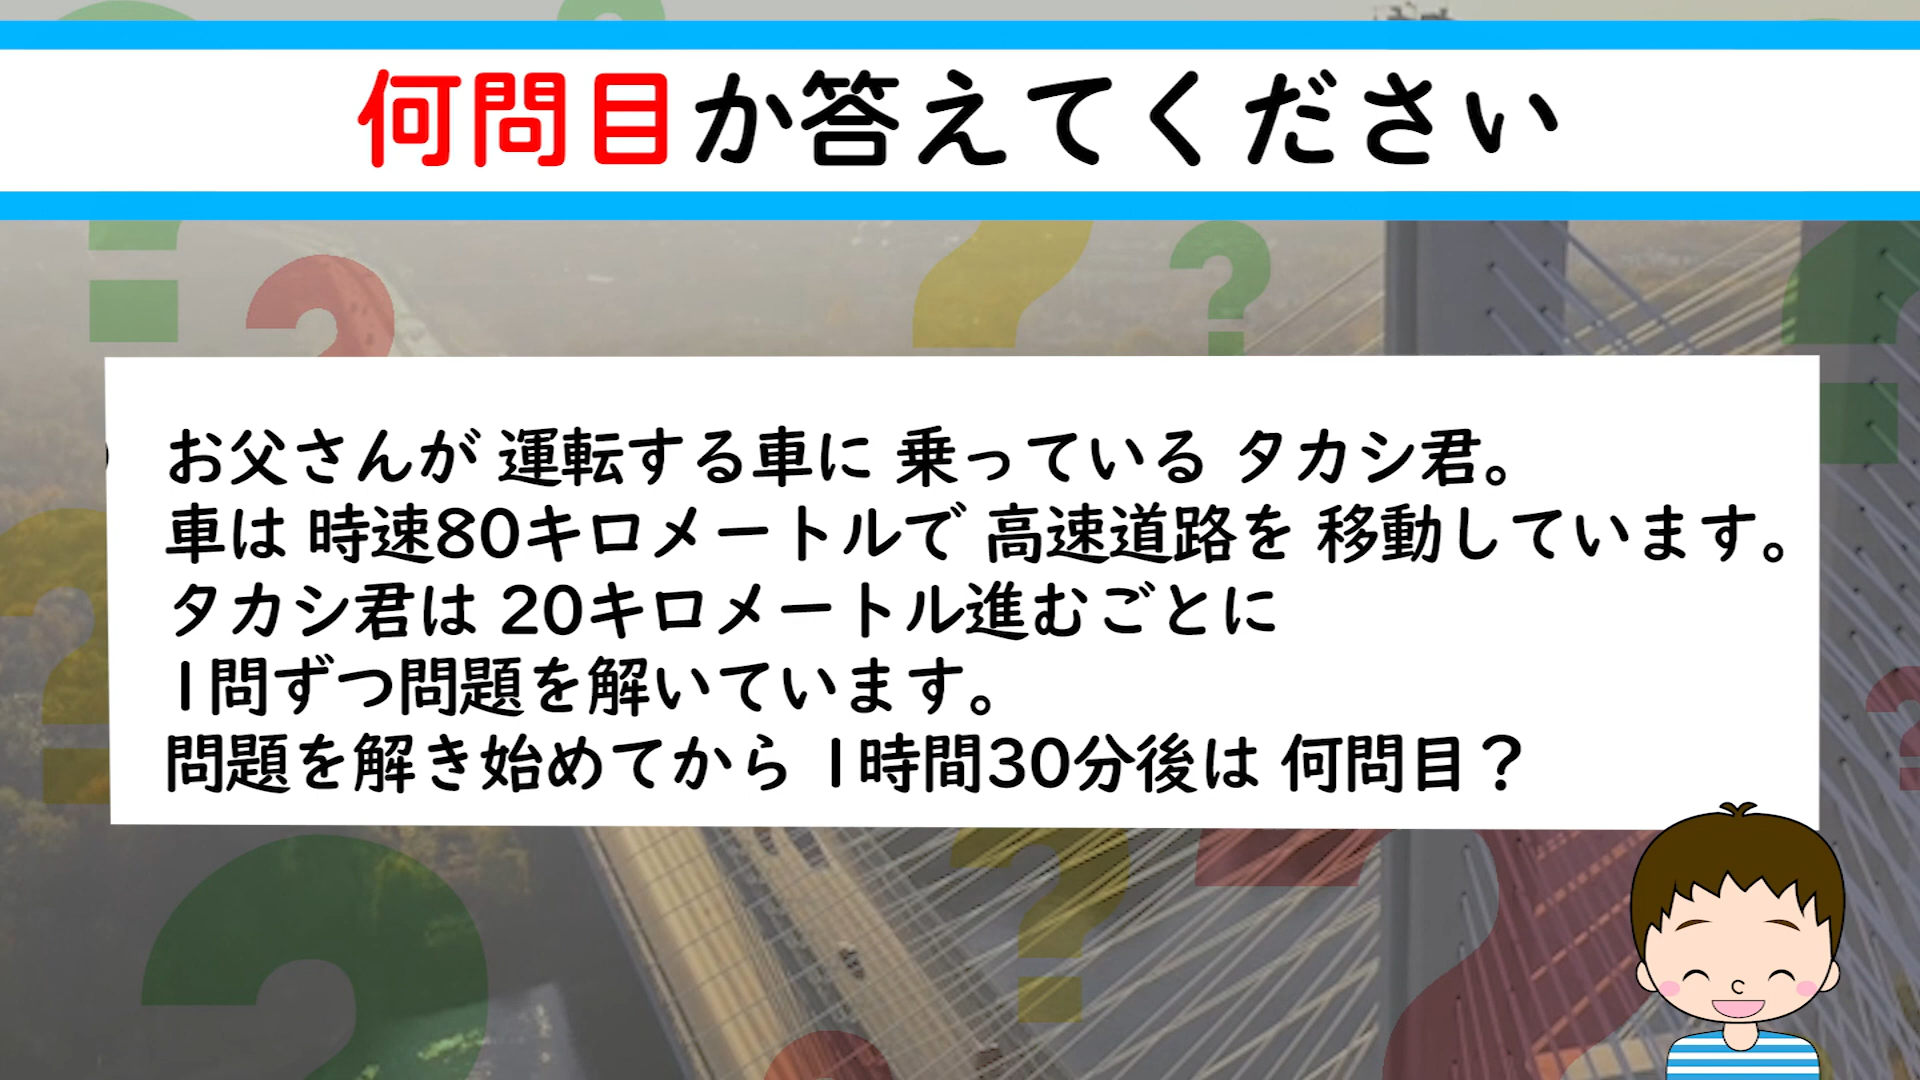 何問目か答えてください
お父さんが 運転する車に 乗っている タカシ君。
車は 時速80キロメートルで 高速道路を 移動しています。
タカシ君は 20キロメートル進むごとに
1問ずつ問題を解いています。
問題を解き始めてから 1時間30分後は 何問目？